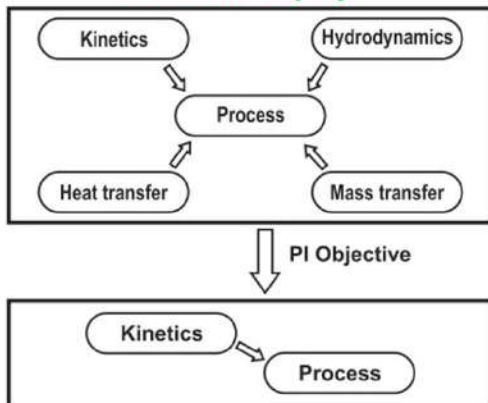 Kinetics
Hydrodynamics
Process
Heat transfer
Mass transfer
PI Objective
Kinetics
Process